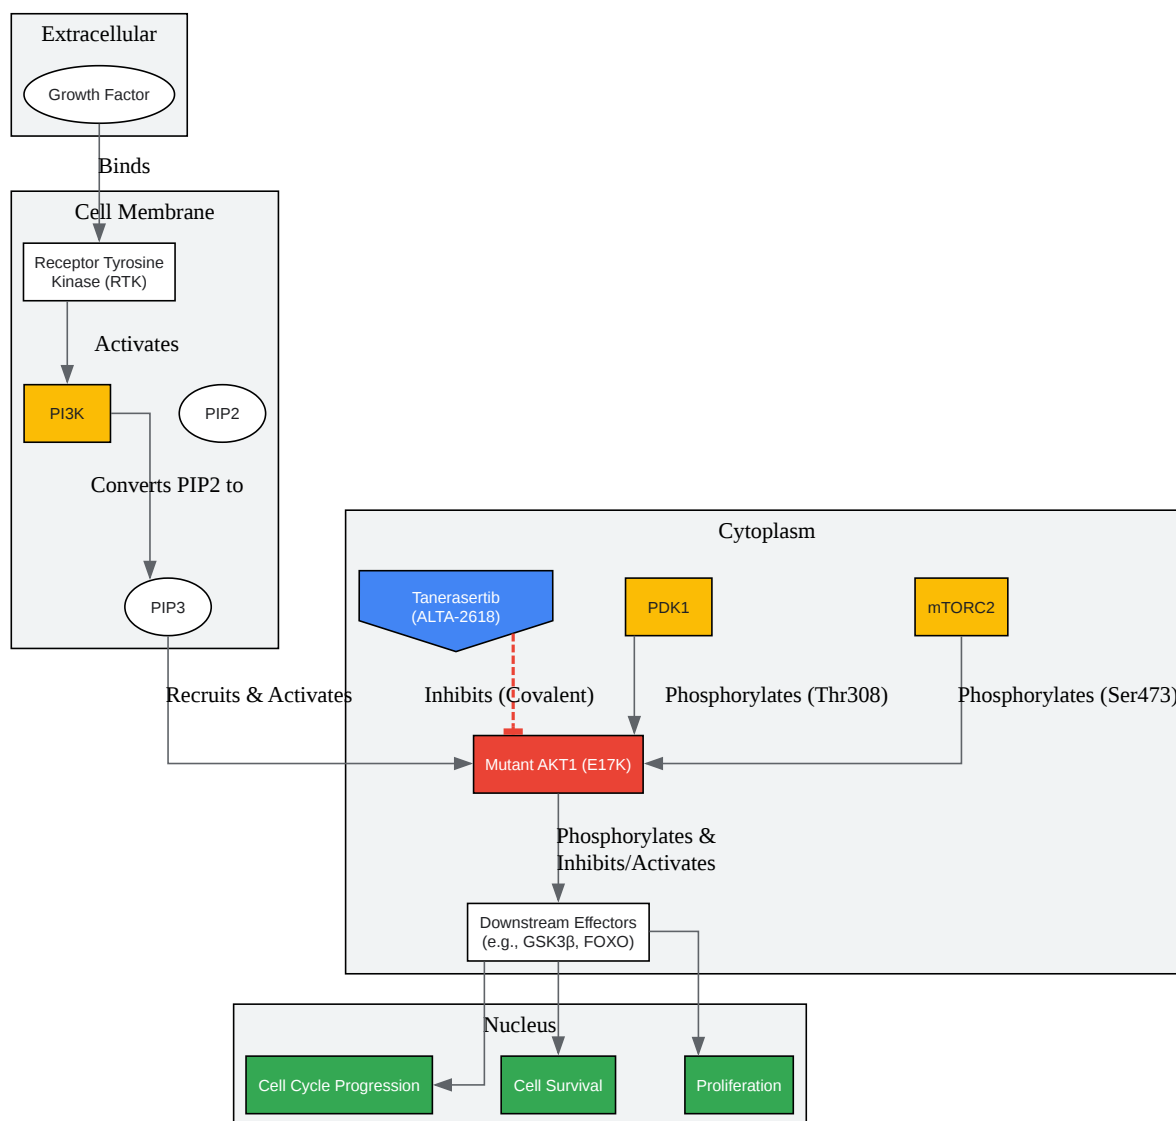 Extracellular
Growth Factor
Binds
Cell Membrane
Receptor Tyrosine
Kinase (RTK)
Activates
PI3K
PIP2
Converts PIP2 to
PIP3
Cytoplasm
Tanerasertib
(ALTA-2618)
PDK1
mTORC2
Recruits & Activates
Inhibits (Covalent)
Phosphorylates (Thr308)
Phosphorylates (Ser473)
Mutant AKT1 (E17K)
Phosphorylates &
Inhibits/Activates
Downstream Effectors
(e.g., GSK3β, FOXO)
Nucleus
Cell Cycle Progression
Cell Survival
Proliferation